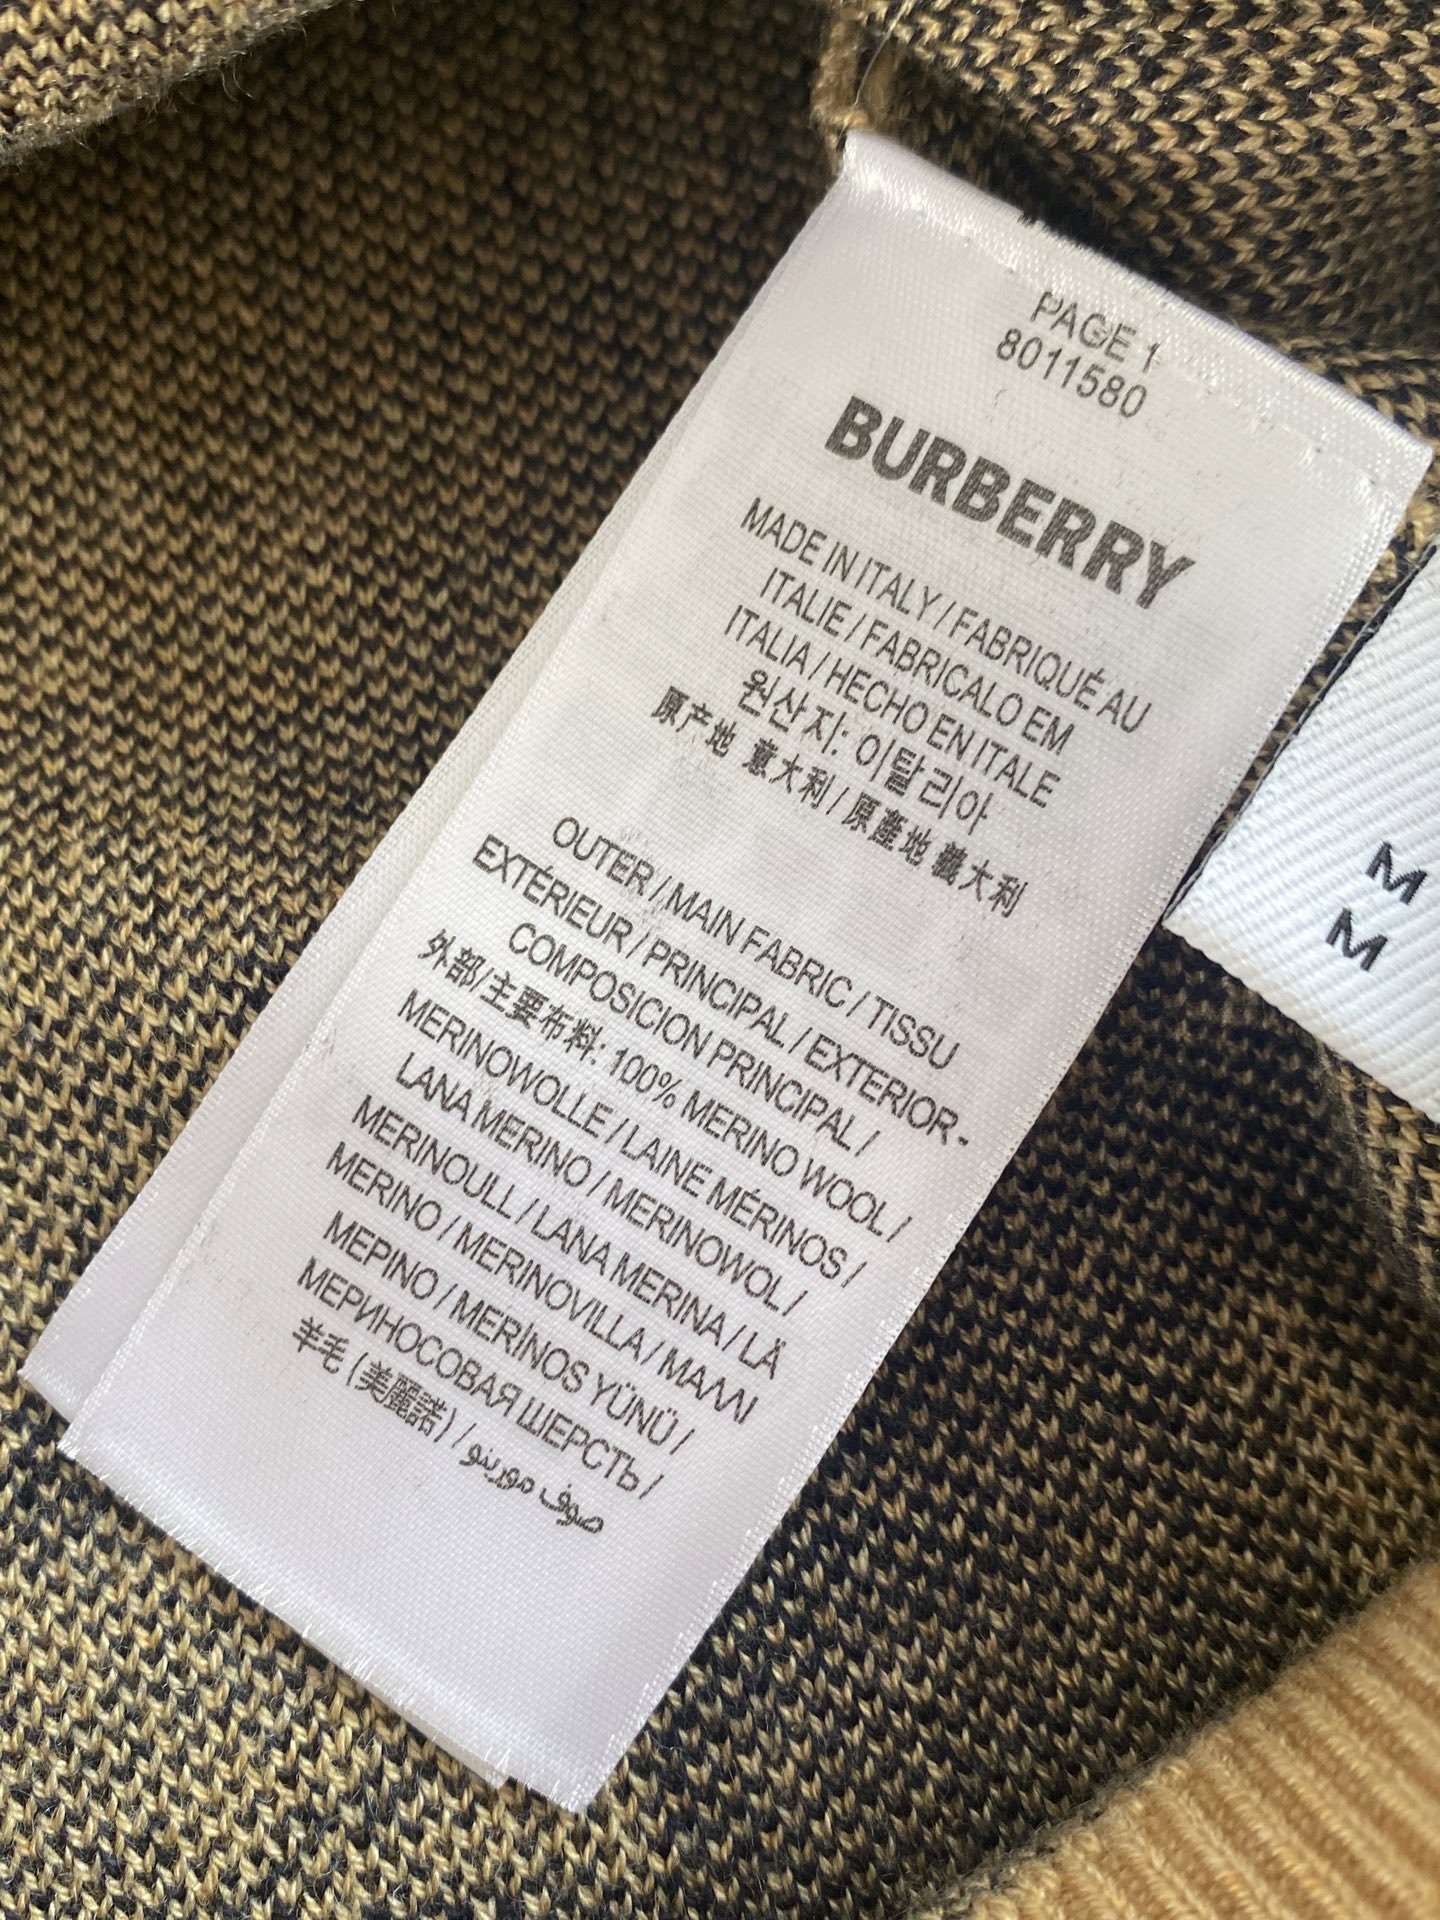 PAGE 1
8011580
BURBERRY
MADE IN ITALY / FABRIQUÉ AU
ITALIE / FABRICALO EM
ITALIA / HECHO EN ITALE
원산지: 이탈리아
原产地 意大利 / 原產地 義大利
OUTER / MAIN FABRIC / TISSU
EXTÉRIEUR / PRINCIPAL / EXTERIOR-
COMPOSICION PRINCIPAL /
外部/主要布料: 100% MERINO WOOL /
MERINOWOLLE / LAINE MÉRINOS /
LANA MERINO / MERINOWOL /
MERINOULL / LANA MERINA / LÃ
MERINO / MERINOVILLA / ΜΑΛΛΙ
ΜΕΡΙΝΟ / MERINOS YÜNÜ /
МЕРИНОСОВАЯ ШЕРСТЬ /
羊毛 (美麗諾) / صوف مورينو
M
M